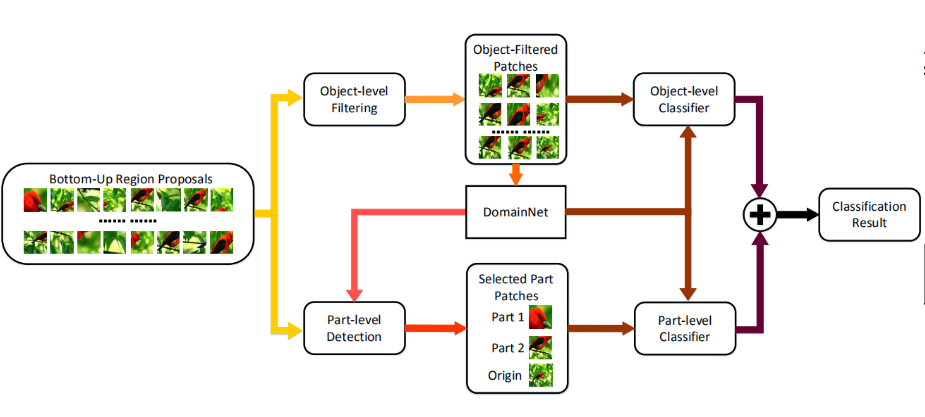 Object-Filtered
Patches
Object-level
Filtering
Object-level
Classifier
Bottom-Up Region Proposals
DomainNet
Classification
Result
Selected Part
Patches
Part 1
Part 2
Origin
Part-level
Detection
Part-level
Classifier